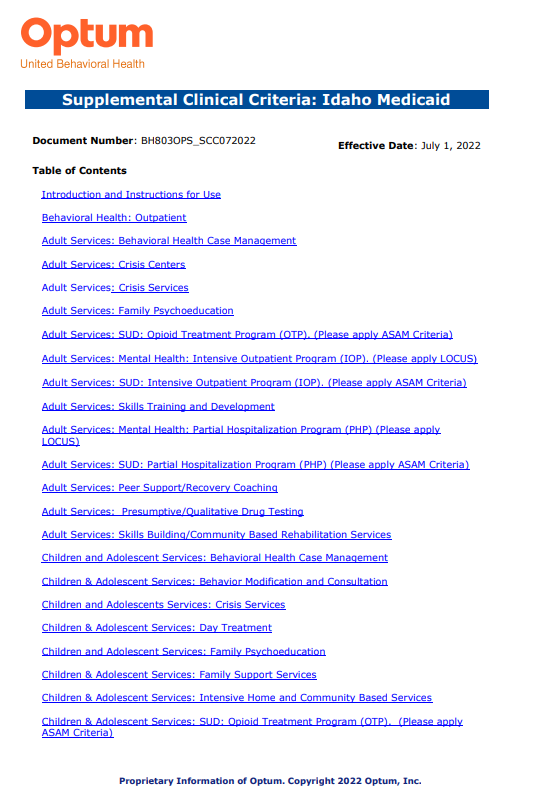 Optum
United Behavioral Health
Supplemental Clinical Criteria: Idaho Medicaid
Document Number: BH803OPS_SCC072022
Effective Date: July 1, 2022
Table of Contents
Introduction and Instructions for Use
Behavioral Health: Outpatient
Adult Services: Behavioral Health Case Management
Adult Services: Crisis Centers
Adult Services: Crisis Services
Adult Services: Family Psychoeducation
Adult Services: SUD: Opioid Treatment Program (OTP). (Please apply ASAM Criteria)
Adult Services: Mental Health: Intensive Outpatient Program (IOP). (Please apply LOCUS)
Adult Services: SUD: Intensive Outpatient Program (IOP). (Please apply ASAM Criteria)
Adult Services: Skills Training and Development
Adult Services: Mental Health: Partial Hospitalization Program (PHP) (Please apply
LOCUS)
Adult Services: SUD: Partial Hospitalization Program (PHP) (Please apply ASAM Criteria)
Adult Services: Peer Support/Recovery Coaching
Adult Services: Presumptive/Qualitative Drug Testing
Adult Services: Skills Building/Community Based Rehabilitation Services
Children and Adolescent Services: Behavioral Health Case Management
Children & Adolescent Services: Behavior Modification and Consultation
Children and Adolescents Services: Crisis Services
Children & Adolescent Services: Day Treatment
Children and Adolescent Services: Family Psychoeducation
Children & Adolescent Services: Family Support Services
Children & Adolescent Services: Intensive Home and Community Based Services
Children & Adolescent Services: SUD: Opioid Treatment Program (OTP). (Please apply
ASAM Criteria)
Proprietary Information of Optum. Copyright 2022 Optum, Inc.